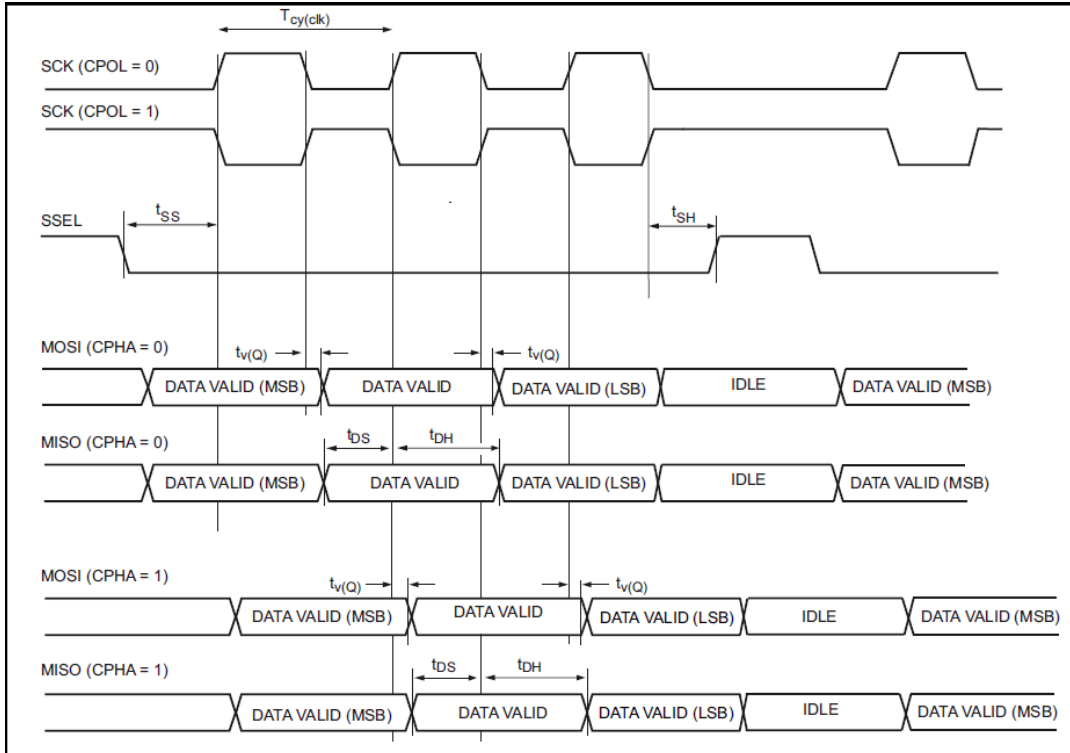 Tcy(clk)
SCK (CPOL = 0)
SCK (CPOL = 1)
SSEL
tSS
tSH
MOSI (CPHA = 0)
tv(Q)
tv(Q)
DATA VALID (MSB)
DATA VALID
DATA VALID (LSB)
IDLE
DATA VALID (MSB)
MISO (CPHA = 0)
tDS
tDH
DATA VALID (MSB)
DATA VALID
DATA VALID (LSB)
IDLE
DATA VALID (MSB)
MOSI (CPHA = 1)
tv(Q)
tv(Q)
DATA VALID (MSB)
DATA VALID
DATA VALID (LSB)
IDLE
DATA VALID (MSB)
MISO (CPHA = 1)
tDS
tDH
DATA VALID (MSB)
DATA VALID
DATA VALID (LSB)
IDLE
DATA VALID (MSB)